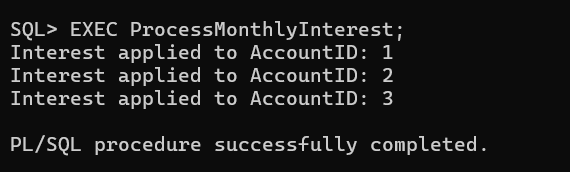 SQL> EXEC ProcessMonthlyInterest;
Interest applied to AccountID: 1
Interest applied to AccountID: 2
Interest applied to AccountID: 3
PL/SQL procedure successfully completed.